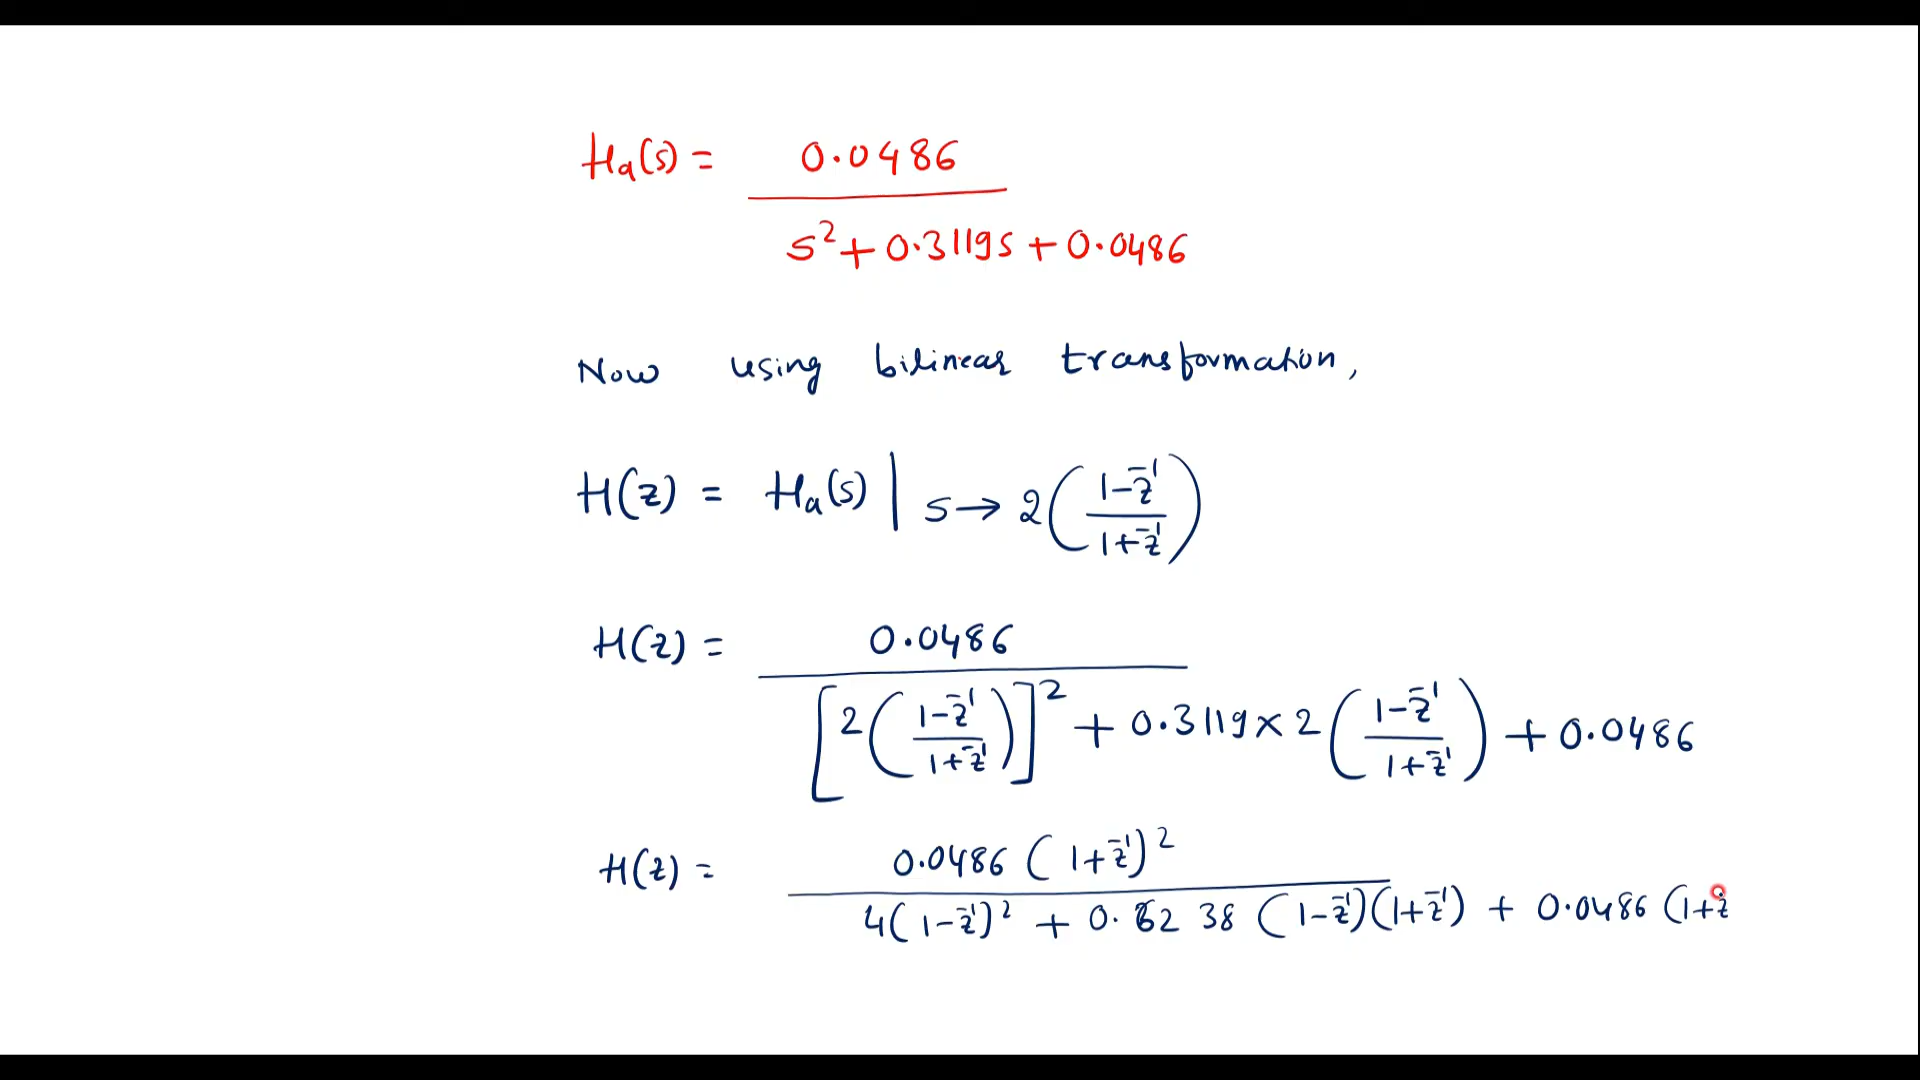 Ha(s) = 0.0486
s² + 0.3119s + 0.0486
Now using bilinear transformation,
H(z) = Ha(s) | s → 2(1-z⁻¹/1+z⁻¹)
H(z) = 0.0486
[2(1-z⁻¹/1+z⁻¹)]² + 0.3119 × 2(1-z⁻¹/1+z⁻¹) + 0.0486
H(z) = 0.0486 (1+z⁻¹)²
4(1-z⁻¹)² + 0.6238 (1-z⁻¹)(1+z⁻¹) + 0.0486 (1+z